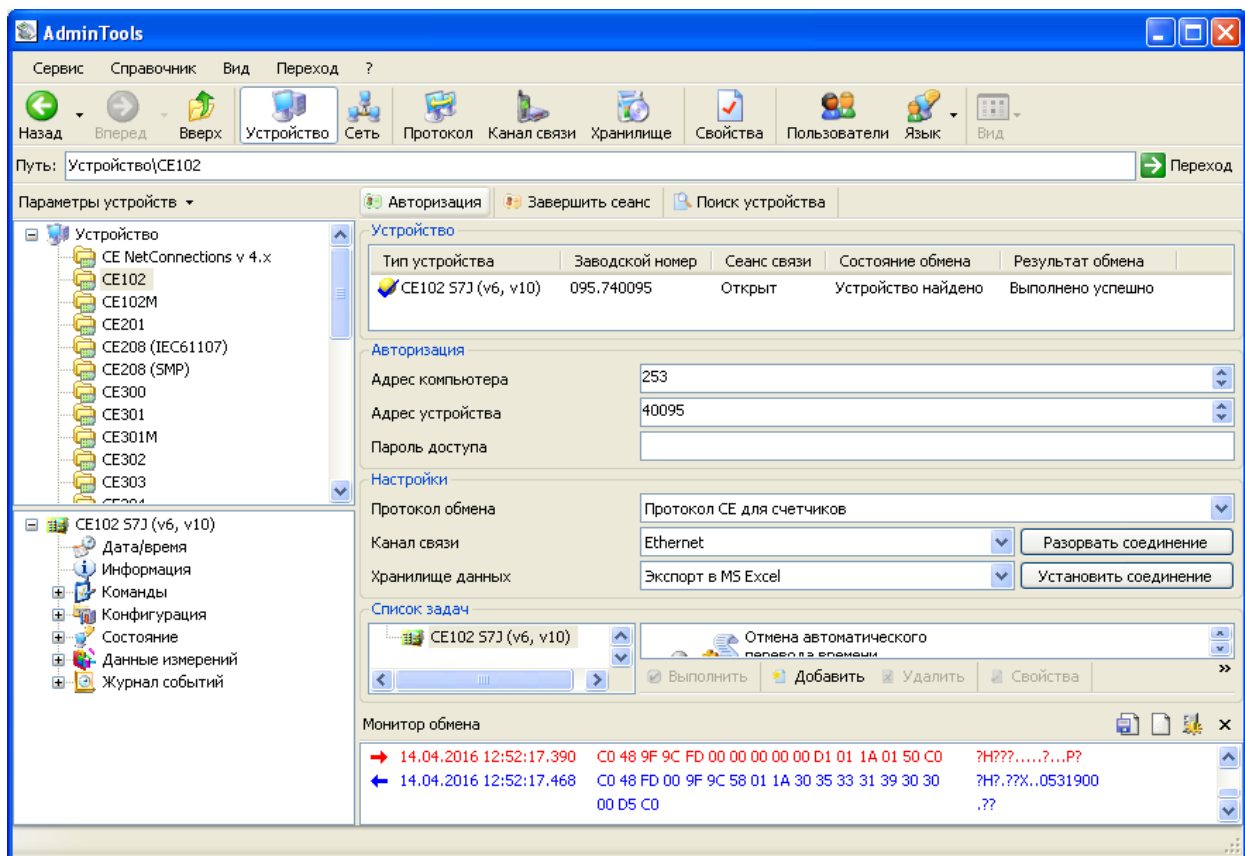 AdminTools
Сервис Справочник Вид Переход ?
Назад Вперед Вверх Устройство Сеть Протокол Канал связи Хранилище Свойства Пользователи Язык Вид
Путь: Устройство\CE102 Переход
Параметры устройств
Устройство
CE NetConnections v 4.x
CE102
CE102M
CE201
CE208 (IEC61107)
CE208 (SMP)
CE300
CE301
CE301M
CE302
CE303
CE102 S7J (v6, v10)
Дата/время
Информация
Команды
Конфигурация
Состояние
Данные измерений
Журнал событий
Авторизация Завершить сеанс Поиск устройства
Устройство
Тип устройства Заводской номер Сеанс связи Состояние обмена Результат обмена
CE102 S7J (v6, v10) 095.740095 Открыт Устройство найдено Выполнено успешно
Авторизация
Адрес компьютера 253
Адрес устройства 40095
Пароль доступа
Настройки
Протокол обмена Протокол CE для счетчиков
Канал связи Ethernet Разорвать соединение
Хранилище данных Экспорт в MS Excel Установить соединение
Список задач
CE102 S7J (v6, v10) Отмена автоматического
перевода времени
Выполнить Добавить Удалить Свойства »
Монитор обмена
14.04.2016 12:52:17.390 C0 48 9F 9C FD 00 00 00 00 00 D1 01 1A 01 50 C0 ?H???.....?...P?
14.04.2016 12:52:17.468 C0 48 FD 00 9F 9C 58 01 1A 30 35 33 31 39 30 30 ?H?.??X..0531900
00 D5 C0 .??